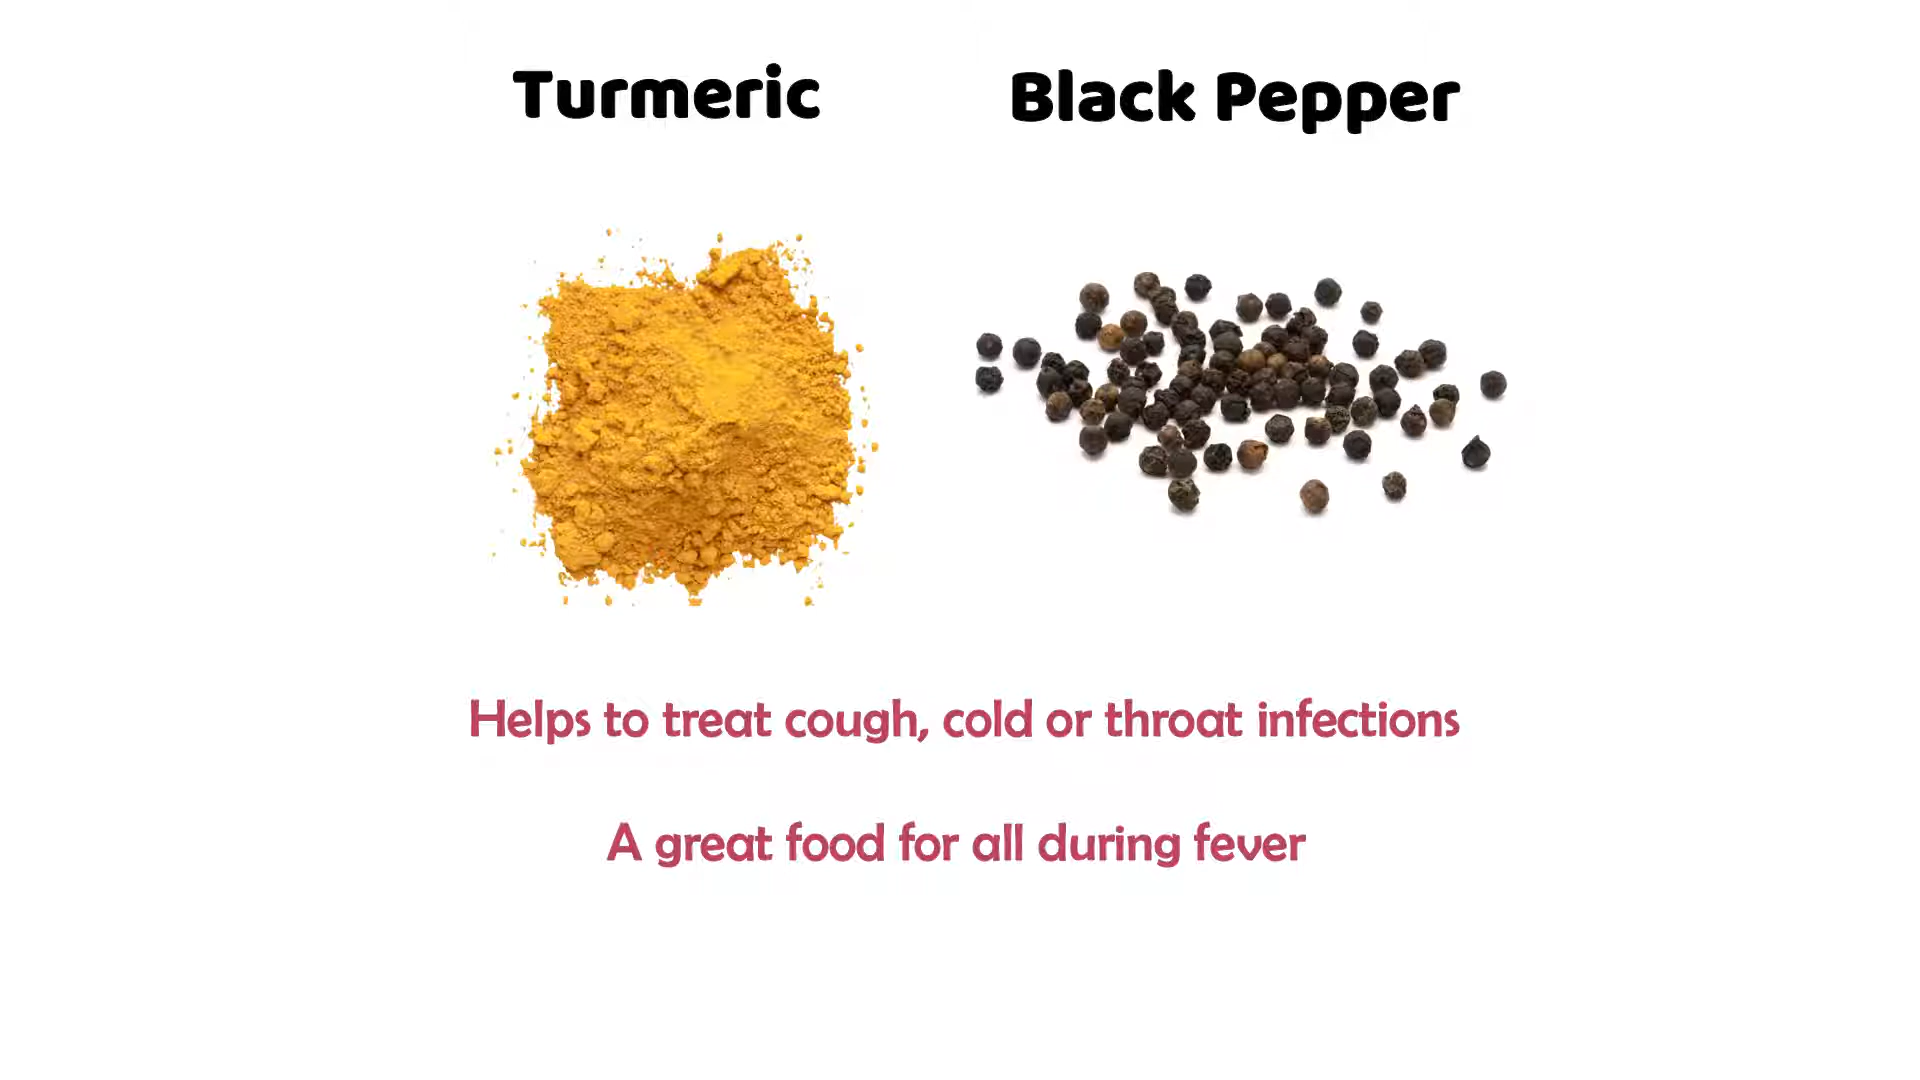 Turmeric
Black Pepper
Helps to treat cough, cold or throat infections
A great food for all during fever